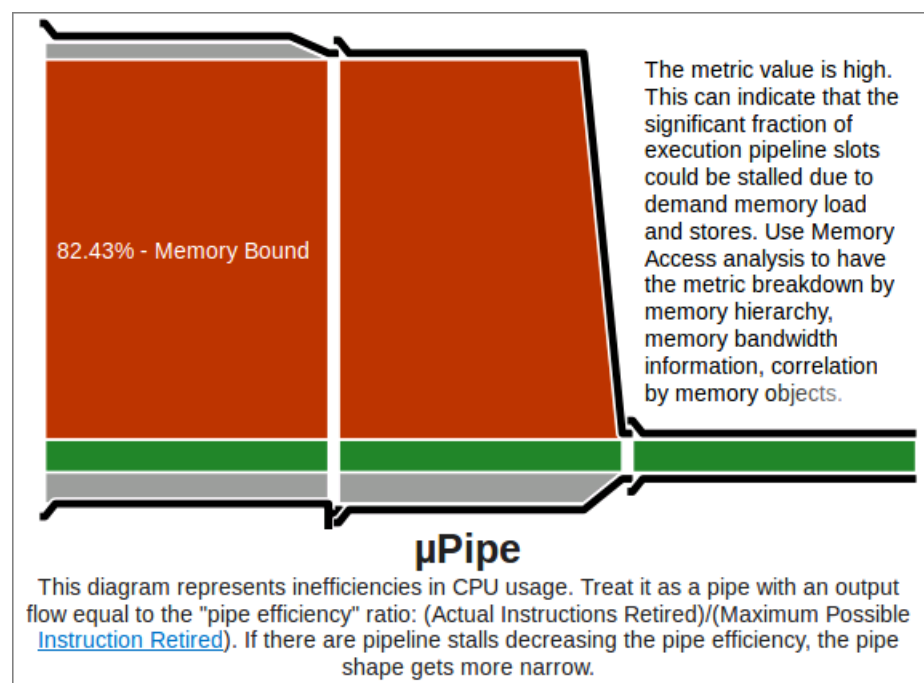 The metric value is high.
This can indicate that the
significant fraction of
execution pipeline slots
could be stalled due to
demand memory load
and stores. Use Memory
Access analysis to have
the metric breakdown by
memory hierarchy,
memory bandwidth
information, correlation
by memory objects.
82.43% - Memory Bound
µPipe
This diagram represents inefficiencies in CPU usage. Treat it as a pipe with an output
flow equal to the "pipe efficiency" ratio: (Actual Instructions Retired)/(Maximum Possible
Instruction Retired). If there are pipeline stalls decreasing the pipe efficiency, the pipe
shape gets more narrow.